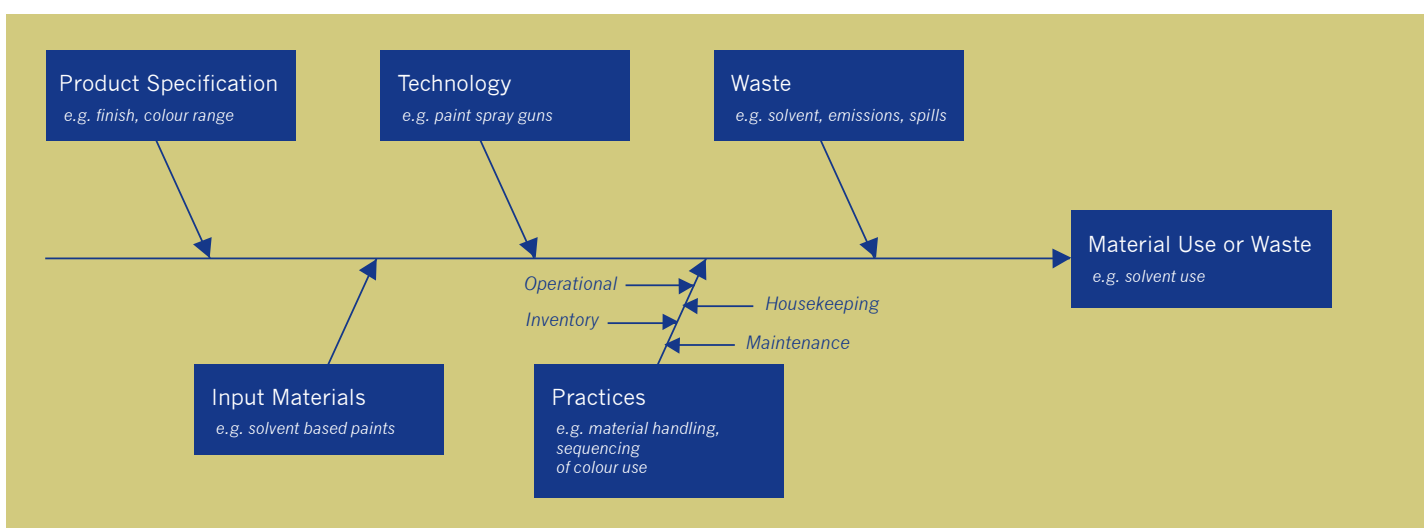 Product Specification
e.g. finish, colour range
Technology
e.g. paint spray guns
Waste
e.g. solvent, emissions, spills
Material Use or Waste
e.g. solvent use
Operational
Housekeeping
Inventory
Maintenance
Input Materials
e.g. solvent based paints
Practices
e.g. material handling,
sequencing
of colour use